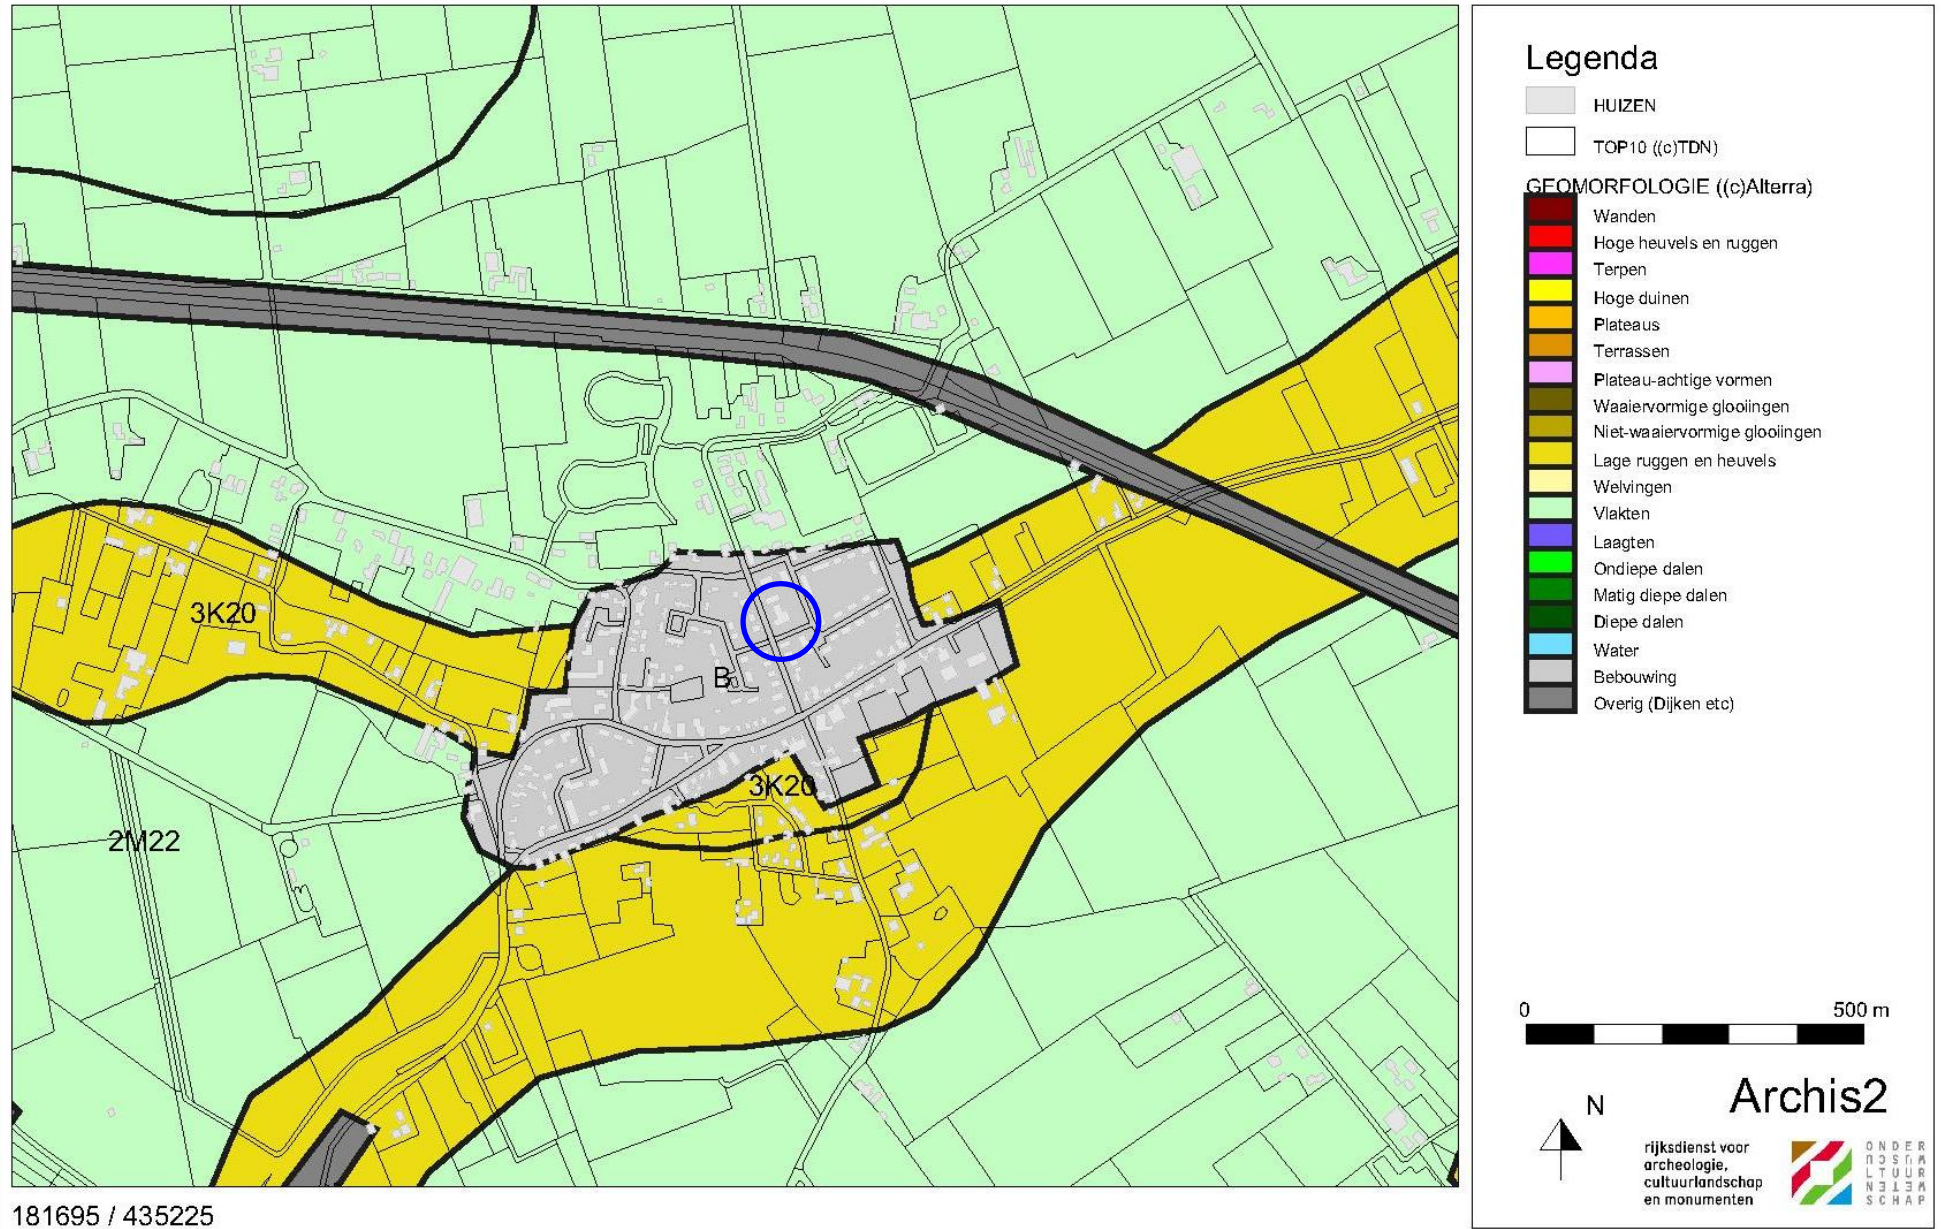 3K20
B
3K20
2M22
181695 / 435225
Legenda
HUIZEN
TOP10 ((c)TDN)
GEOMORFOLOGIE ((c)Alterra)
Wanden
Hoge heuvels en ruggen
Terpen
Hoge duinen
Plateaus
Terrassen
Plateau-achtige vormen
Waaiervormige glooiingen
Niet-waaiervormige glooiingen
Lage ruggen en heuvels
Welvingen
Vlakten
Laagten
Ondiepe dalen
Matig diepe dalen
Diepe dalen
Water
Bebouwing
Overig (Dijken etc)
0 500 m
N
Archis2
rijksdienst voor
archeologie,
cultuurlandschap
en monumenten
ONDER
LTUUR
SCHAP